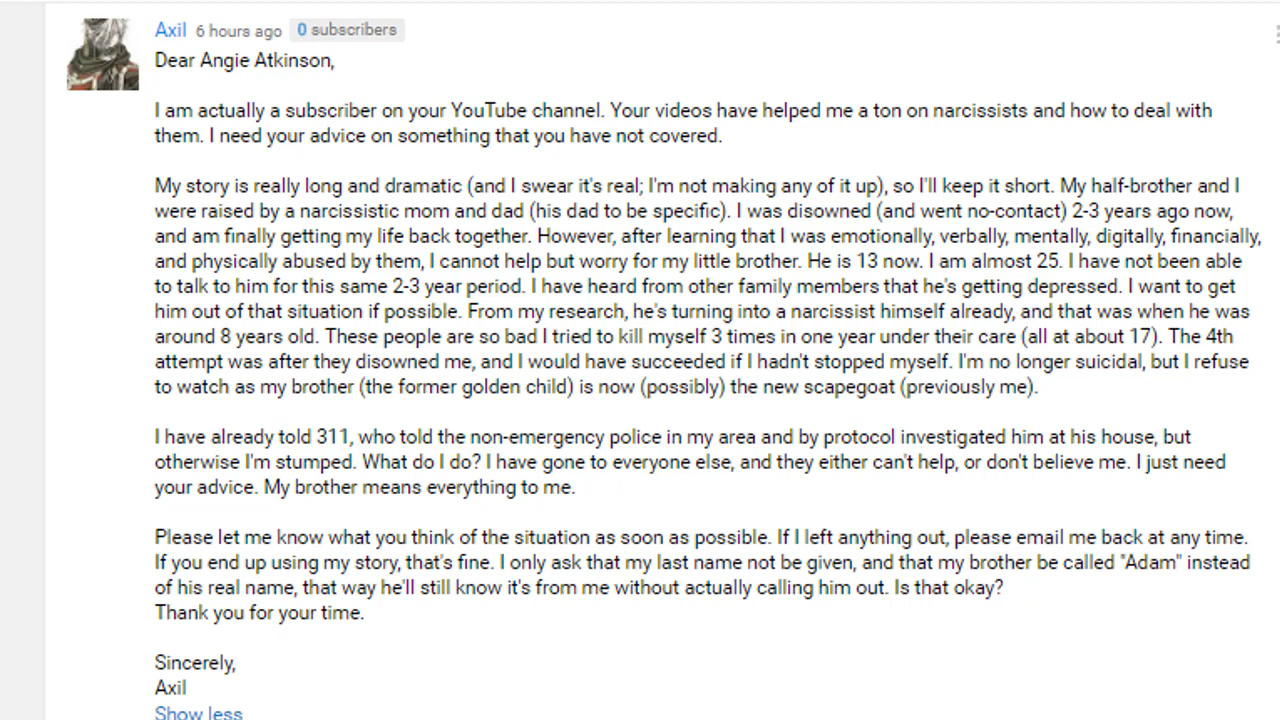 Axil 6 hours ago 0 subscribers
Dear Angie Atkinson,
I am actually a subscriber on your YouTube channel. Your videos have helped me a ton on narcissists and how to deal with
them. I need your advice on something that you have not covered.
My story is really long and dramatic (and I swear it's real; I'm not making any of it up), so I'll keep it short. My half-brother and I
were raised by a narcissistic mom and dad (his dad to be specific). I was disowned (and went no-contact) 2-3 years ago now,
and am finally getting my life back together. However, after learning that I was emotionally, verbally, mentally, digitally, financially,
and physically abused by them, I cannot help but worry for my little brother. He is 13 now. I am almost 25. I have not been able
to talk to him for this same 2-3 year period. I have heard from other family members that he's getting depressed. I want to get
him out of that situation if possible. From my research, he's turning into a narcissist himself already, and that was when he was
around 8 years old. These people are so bad I tried to kill myself 3 times in one year under their care (all at about 17). The 4th
attempt was after they disowned me, and I would have succeeded if I hadn't stopped myself. I'm no longer suicidal, but I refuse
to watch as my brother (the former golden child) is now (possibly) the new scapegoat (previously me).
I have already told 311, who told the non-emergency police in my area and by protocol investigated him at his house, but
otherwise I'm stumped. What do I do? I have gone to everyone else, and they either can't help, or don't believe me. I just need
your advice. My brother means everything to me.
Please let me know what you think of the situation as soon as possible. If I left anything out, please email me back at any time.
If you end up using my story, that's fine. I only ask that my last name not be given, and that my brother be called "Adam" instead
of his real name, that way he'll still know it's from me without actually calling him out. Is that okay?
Thank you for your time.
Sincerely,
Axil
Show less